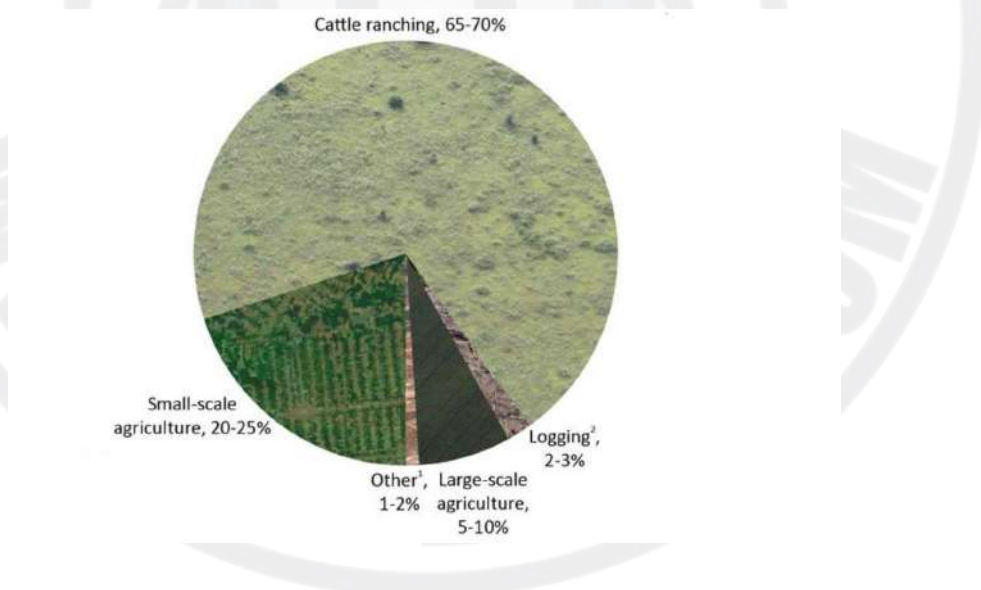 Cattle ranching, 65-70%
Small-scale
agriculture, 20-25%
Other¹,
1-2%
Large-scale
agriculture,
5-10%
Logging²,
2-3%